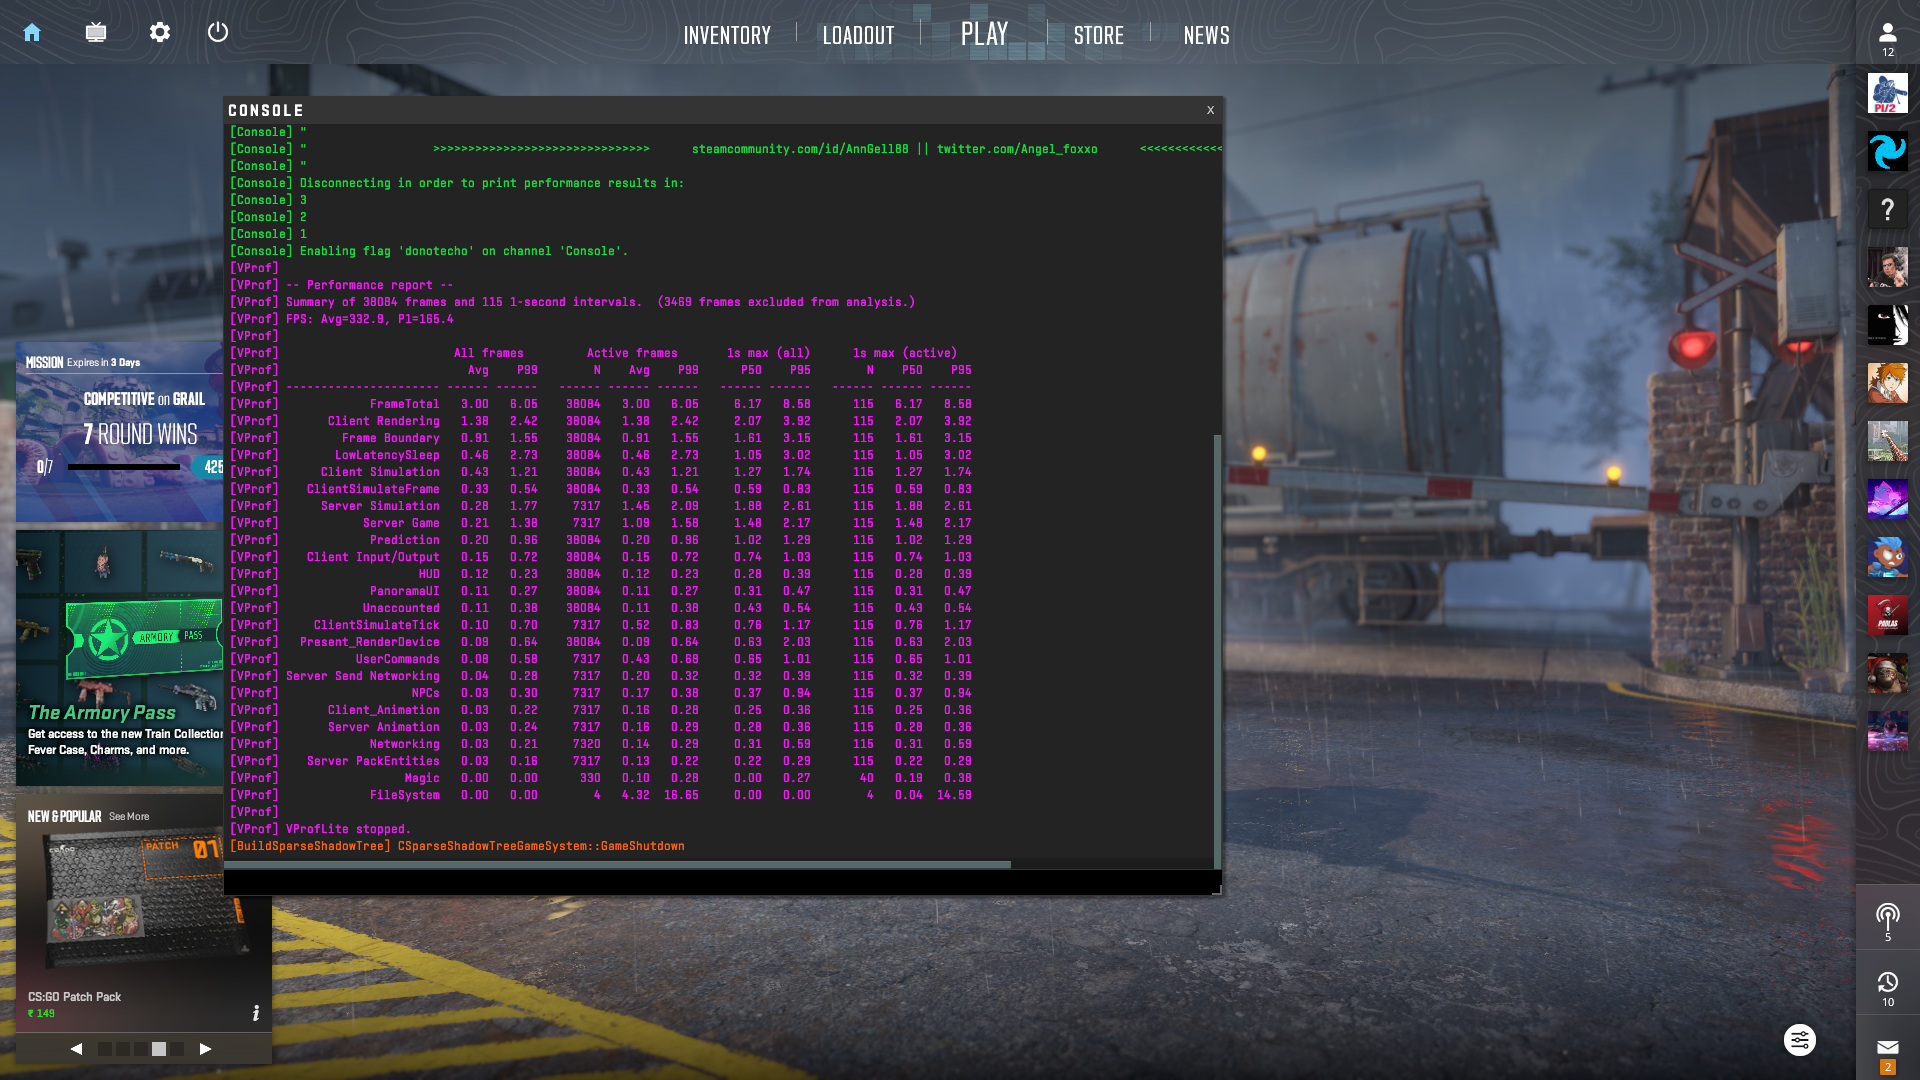 INVENTORY LOADOUT PLAY STORE NEWS
12
CONSOLE X
[Console] "
[Console] " >>>>>>>>>>>>>>>>>>>>>>>>>>>>>>> steamcommunity.com/id/AnnGell88 || twitter.com/Angel_foxxo <<<<<<<<<<<<
[Console] "
[Console] Disconnecting in order to print performance results in:
[Console] 3
[Console] 2
[Console] 1
[Console] Enabling flag 'donotecho' on channel 'Console'.
[VProf]
[VProf] -- Performance report --
[VProf] Summary of 38084 frames and 115 1-second intervals. (3469 frames excluded from analysis.)
[VProf] FPS: Avg=332.9, P1=165.4
[VProf]
[VProf] All frames Active frames 1s max (all) 1s max (active)
[VProf] Avg P99 N Avg P99 P50 P95 N P50 P95
[VProf] ---------------------- ------ ------ ------ ------ ------ ------ ------ ------ ------ ------
[VProf] FrameTotal 3.00 6.05 38084 3.00 6.05 6.17 8.58 115 6.17 8.58
[VProf] Client Rendering 1.38 2.42 38084 1.38 2.42 2.07 3.92 115 2.07 3.92
[VProf] Frame Boundary 0.91 1.55 38084 0.91 1.55 1.61 3.15 115 1.61 3.15
[VProf] LowLatencySleep 0.46 2.73 38084 0.46 2.73 1.05 3.02 115 1.05 3.02
[VProf] Client Simulation 0.43 1.21 38084 0.43 1.21 1.27 1.74 115 1.27 1.74
[VProf] ClientSimulateFrame 0.33 0.54 38084 0.33 0.54 0.59 0.83 115 0.59 0.83
[VProf] Server Simulation 0.28 1.77 7317 1.45 2.09 1.88 2.61 115 1.88 2.61
[VProf] Server Game 0.21 1.38 7317 1.09 1.58 1.48 2.17 115 1.48 2.17
[VProf] Prediction 0.20 0.96 38084 0.20 0.96 1.02 1.29 115 1.02 1.29
[VProf] Client Input/Output 0.15 0.72 38084 0.15 0.72 0.74 1.03 115 0.74 1.03
[VProf] HUD 0.12 0.23 38084 0.12 0.23 0.28 0.39 115 0.28 0.39
[VProf] PanoramaUI 0.11 0.27 38084 0.11 0.27 0.31 0.47 115 0.31 0.47
[VProf] Unaccounted 0.11 0.38 38084 0.11 0.38 0.43 0.54 115 0.43 0.54
[VProf] ClientSimulateTick 0.10 0.70 7317 0.52 0.83 0.76 1.17 115 0.76 1.17
[VProf] Present_RenderDevice 0.09 0.64 38084 0.09 0.64 0.63 2.03 115 0.63 2.03
[VProf] UserCommands 0.08 0.58 7317 0.43 0.68 0.65 1.01 115 0.65 1.01
[VProf] Server Send Networking 0.04 0.28 7317 0.20 0.32 0.32 0.39 115 0.32 0.39
[VProf] NPCs 0.03 0.30 7317 0.17 0.38 0.37 0.94 115 0.37 0.94
[VProf] Client_Animation 0.03 0.22 7317 0.16 0.28 0.25 0.36 115 0.25 0.36
[VProf] Server Animation 0.03 0.24 7317 0.16 0.29 0.28 0.36 115 0.28 0.36
[VProf] Networking 0.03 0.21 7320 0.14 0.29 0.31 0.59 115 0.31 0.59
[VProf] Server PackEntities 0.03 0.16 7317 0.13 0.22 0.22 0.29 115 0.22 0.29
[VProf] Magic 0.00 0.00 330 0.10 0.28 0.00 0.27 40 0.19 0.38
[VProf] FileSystem 0.00 0.00 4 4.32 16.65 0.00 0.00 4 0.04 14.59
[VProf]
[VProf] VProfLite stopped.
[BuildSparseShadowTree] CSparseShadowTreeGameSystem::GameShutdown
MISSION Expires in 3 Days
COMPETITIVE on GRAIL
7 ROUND WINS
0/7 425
ARMORY PASS
The Armory Pass
Get access to the new Train Collection
Fever Case, Charms, and more.
NEW & POPULAR See More
PATCH 01
CS:GO Patch Pack
₹ 149
i
PI/2
?
PROLAS
5
10
2